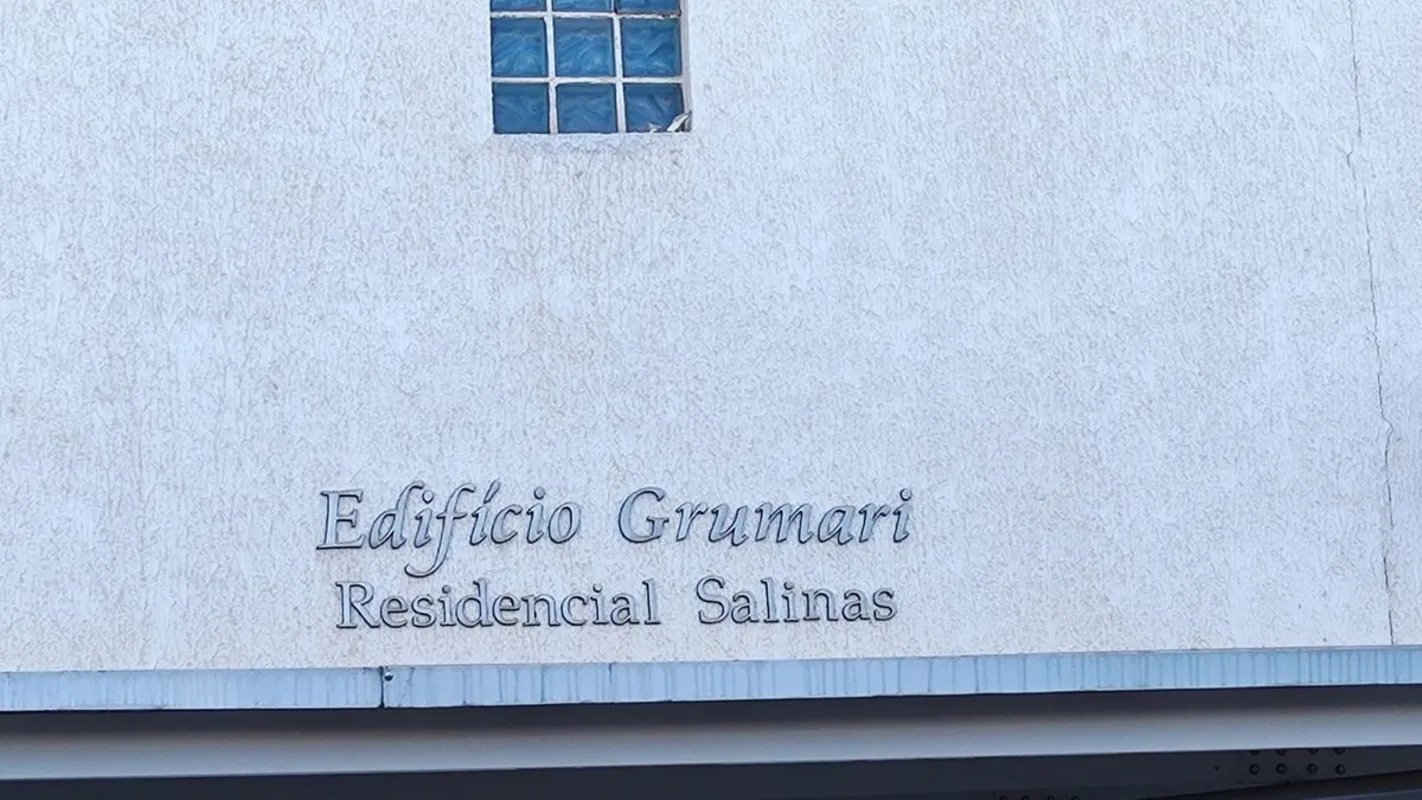 Edifício Grumari
Residencial Salinas